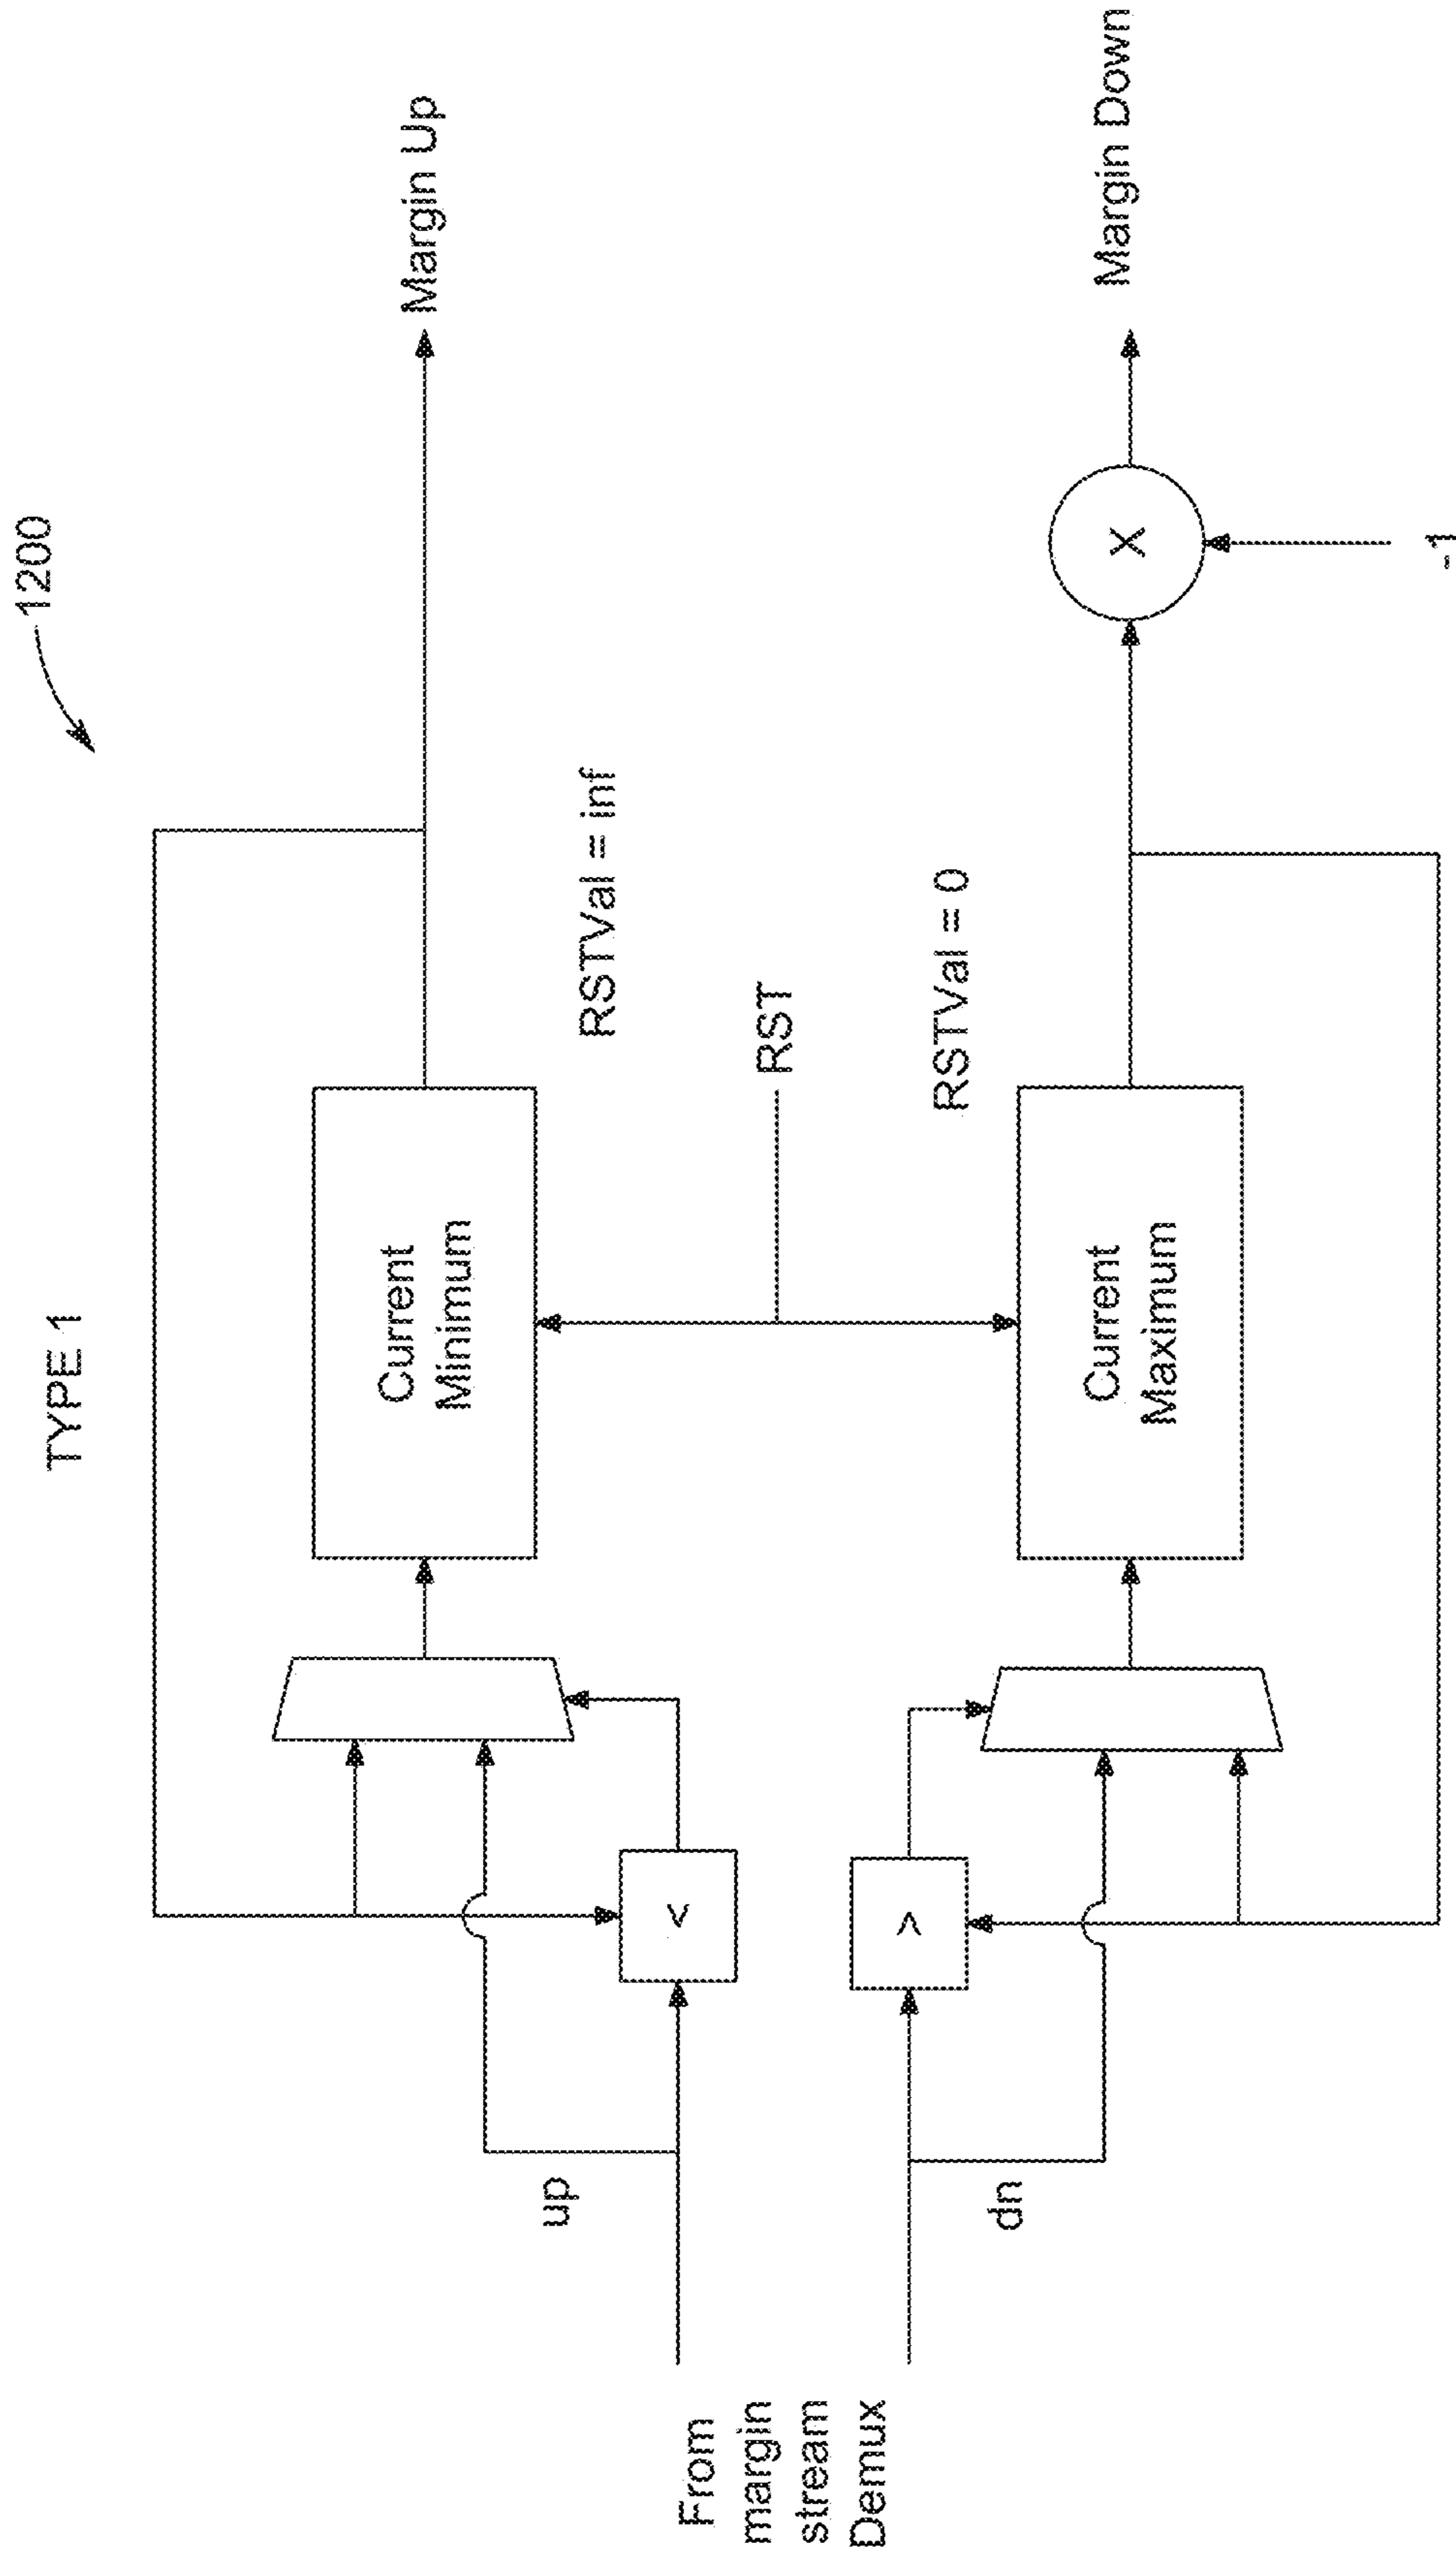 1200
TYPE 1
Margin Up
Current
Minimum
up
RSTVal = inf
<
From
margin
stream
Demux
RST
>
RSTVal = 0
dn
Current
Maximum
X
Margin Down
-1